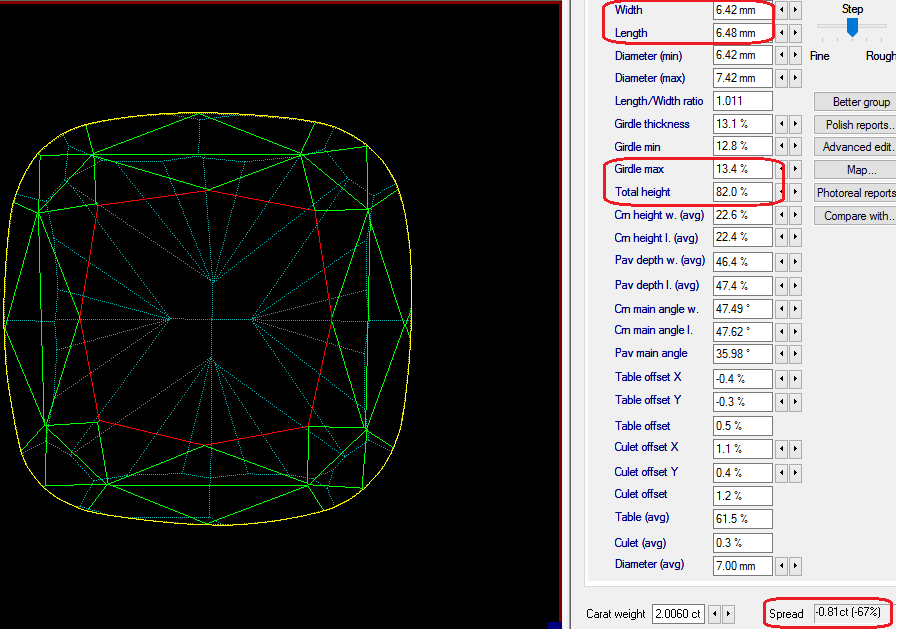 Width 6.42 mm
Step
Length 6.48 mm
Diameter (min) 6.42 mm
Fine Rough
Diameter (max) 7.42 mm
Length/Width ratio 1.011
Better group
Girdle thickness 13.1 %
Polish reports...
Girdle min 12.8 %
Advanced edit.
Girdle max 13.4 %
Map...
Total height 82.0 %
Photoreal reports
Crn height w. (avg) 22.6 %
Compare with..
Crn height l. (avg) 22.4 %
Pav depth w. (avg) 46.4 %
Pav depth l. (avg) 47.4 %
Crn main angle w. 47.49 °
Crn main angle l. 47.62 °
Pav main angle 35.98 °
Table offset X -0.4 %
Table offset Y -0.3 %
Table offset 0.5 %
Culet offset X 1.1 %
Culet offset Y 0.4 %
Culet offset 1.2 %
Table (avg) 61.5 %
Culet (avg) 0.3 %
Diameter (avg) 7.00 mm
Carat weight 2.0060 ct Spread -0.81ct (-67%)